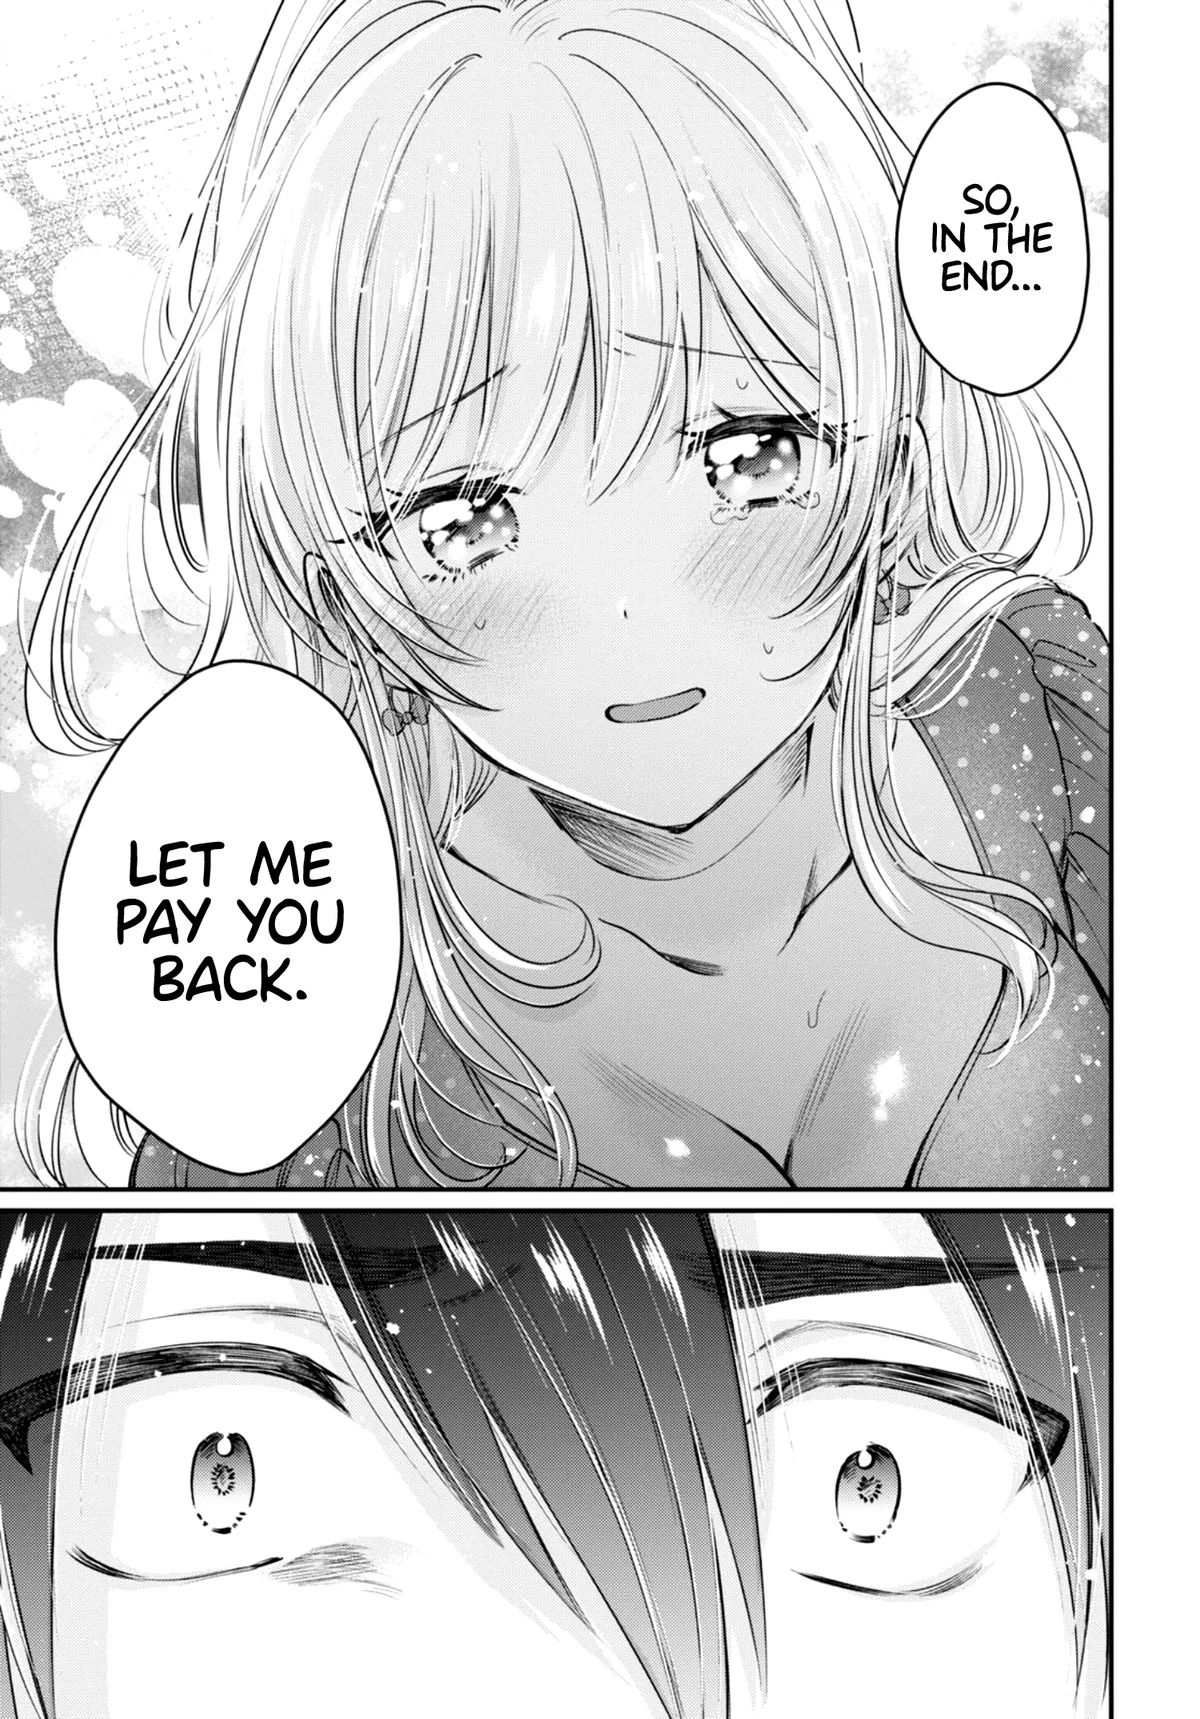 SO,
IN THE
END...
LET ME
PAY YOU
BACK.